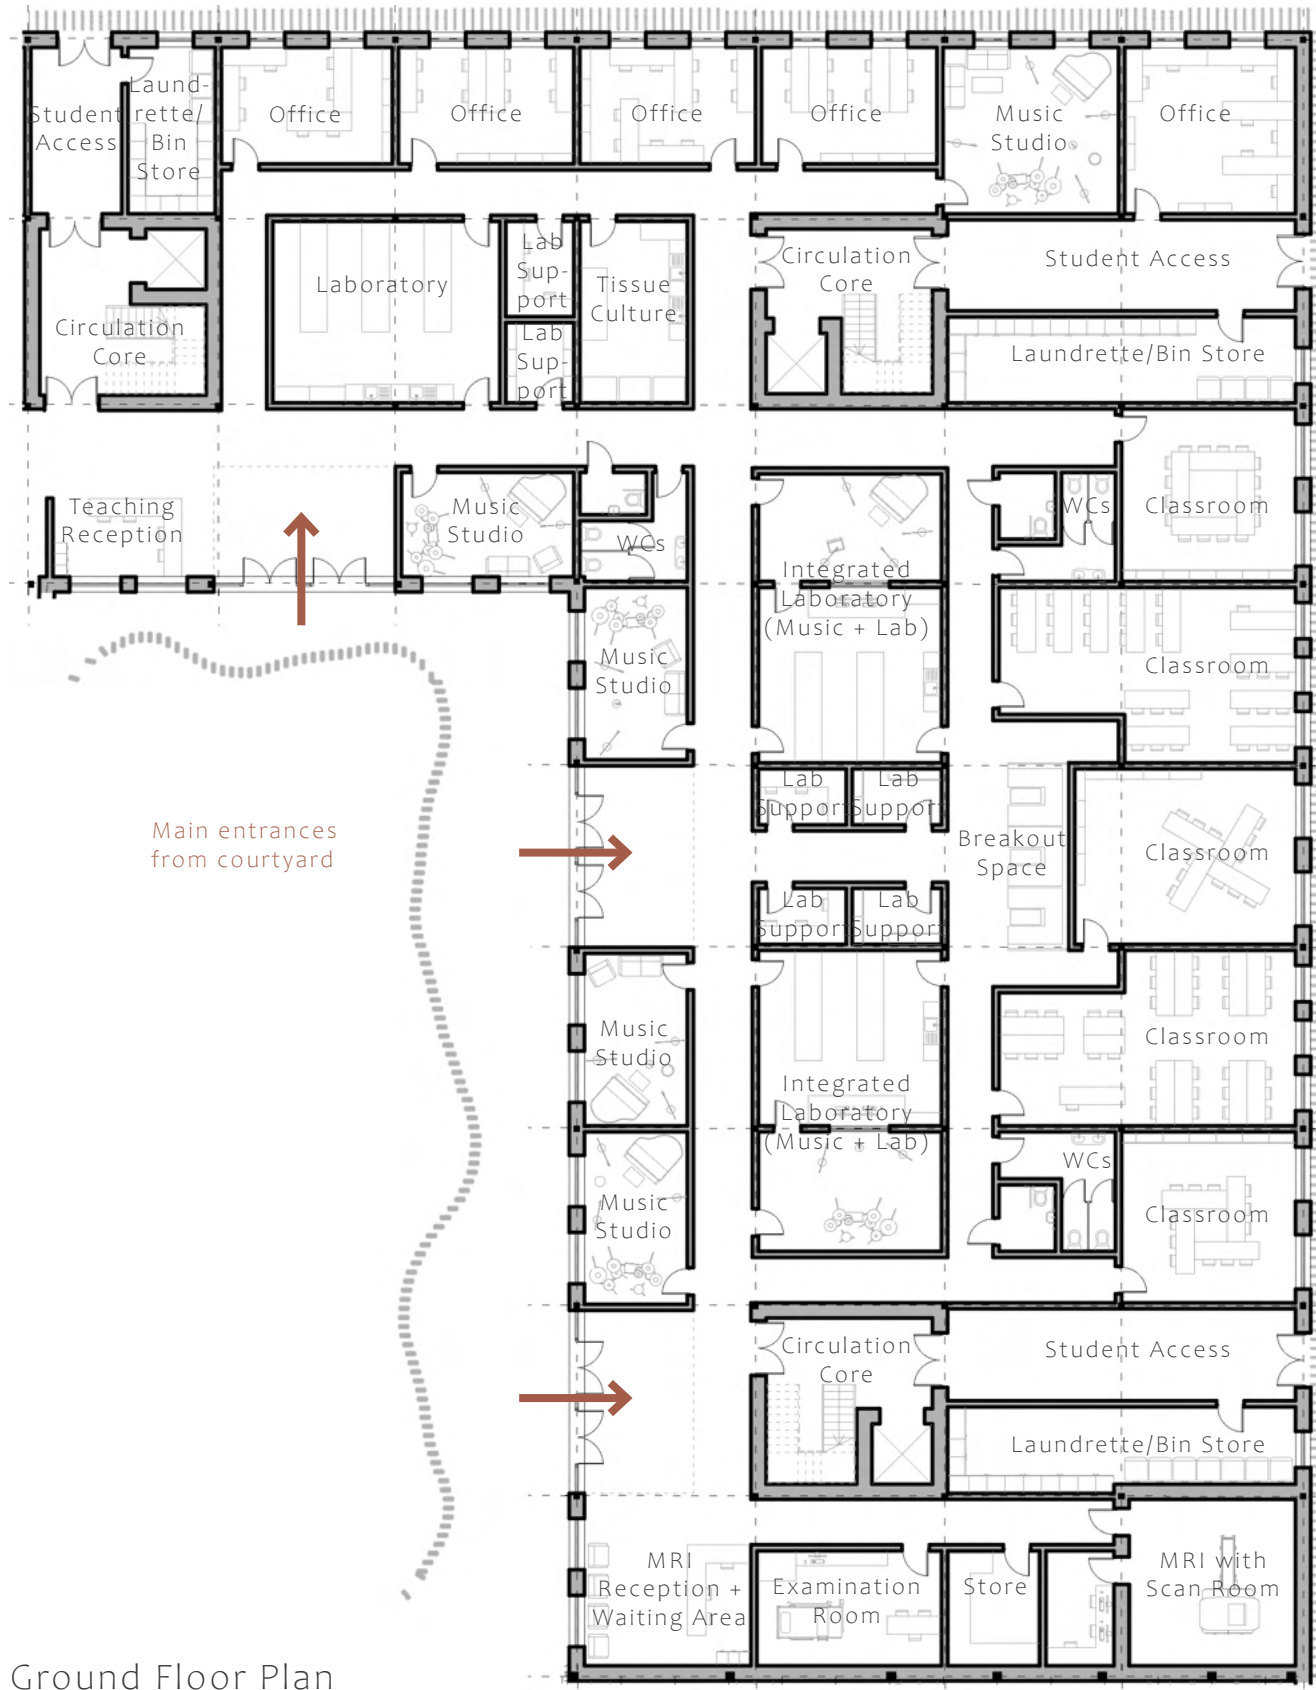 Student
Access
Laund-
rette/
Bin
Store
Office
Office
Office
Office
Music
Studio
Office
Circulation
Core
Laboratory
Lab
Sup-
port
Lab
Sup-
port
Tissue
Culture
Circulation
Core
Student Access
Laundrette/Bin Store
Teaching
Reception
Music
Studio
WCs
Integrated
Laboratory
(Music + Lab)
WCs
Classroom
Music
Studio
Classroom
Lab
Support
Lab
Support
Main entrances
from courtyard
Breakout
Space
Classroom
Lab
Support
Lab
Support
Music
Studio
Classroom
Integrated
Laboratory
(Music + Lab)
Music
Studio
WCs
Classroom
Circulation
Core
Student Access
Laundrette/Bin Store
MRI
Reception +
Waiting Area
Examination
Room
Store
MRI with
Scan Room
Ground Floor Plan